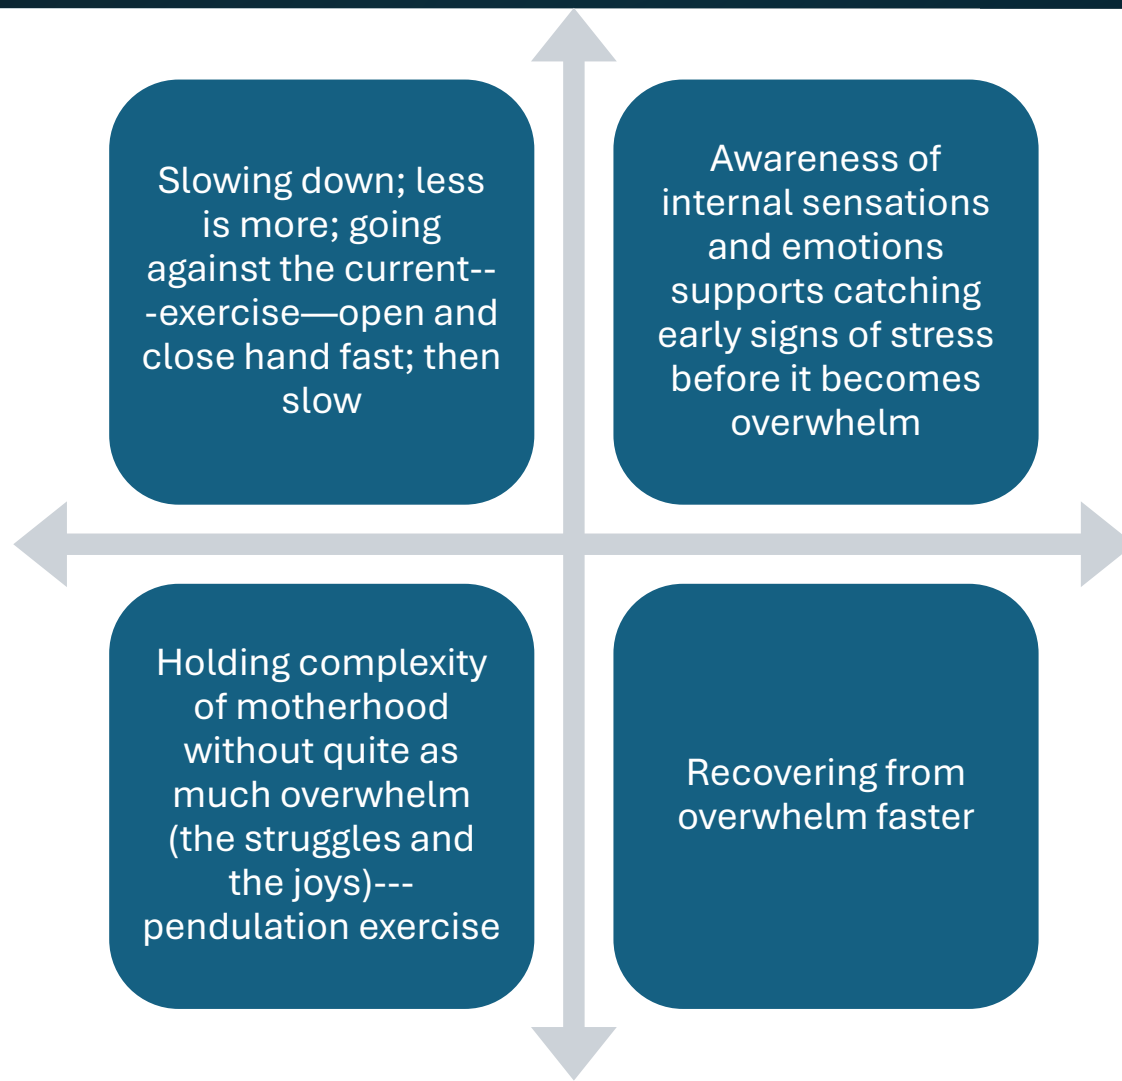 Slowing down; less
is more; going
against the current--
-exercise—open and
close hand fast; then
slow
Awareness of
internal sensations
and emotions
supports catching
early signs of stress
before it becomes
overwhelm
Holding complexity
of motherhood
without quite as
much overwhelm
(the struggles and
the joys)---
pendulation exercise
Recovering from
overwhelm faster